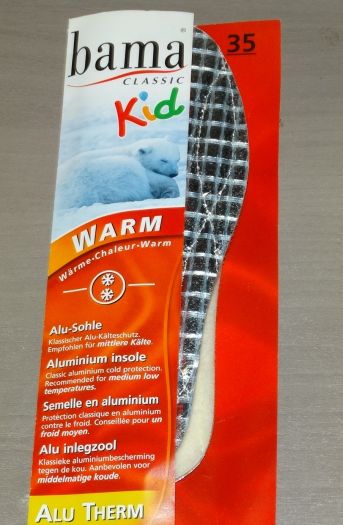 bama®
CLASSIC
Kid
35
WARM
Wärme•Chaleur•Warm
Alu-Sohle
Klassischer Alu-Kälteschutz.
Empfohlen für mittlere Kälte.
Aluminium insole
Classic aluminium cold protection.
Recommended for medium low
temperatures.
Semelle en aluminium
Protection classique en aluminium
contre le froid. Conseillée pour un
froid moyen.
Alu inlegzool
Klassieke aluminiumbescherming
tegen de kou. Aanbevolen voor
middelmatige koude.
ALU THERM